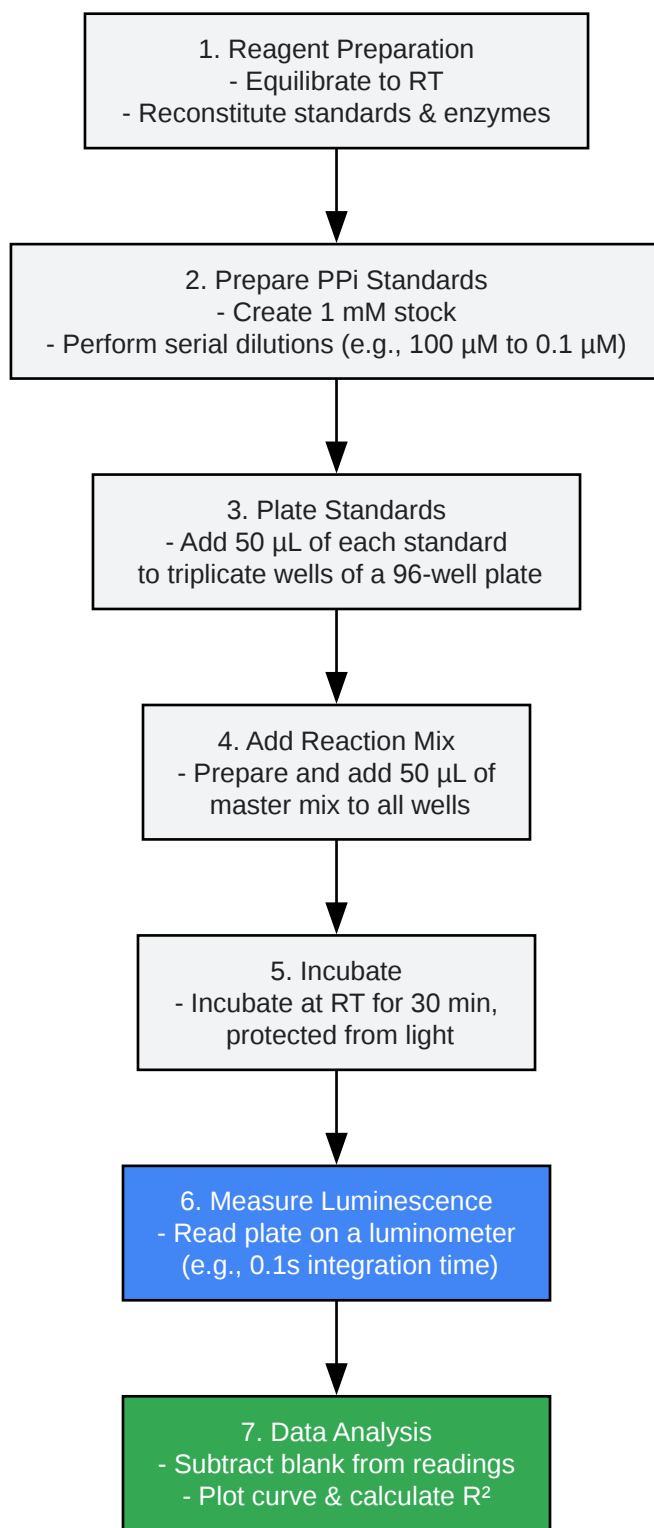 1. Reagent Preparation
- Equilibrate to RT
- Reconstitute standards & enzymes
2. Prepare PPi Standards
- Create 1 mM stock
- Perform serial dilutions (e.g., 100 µM to 0.1 µM)
3. Plate Standards
- Add 50 µL of each standard
to triplicate wells of a 96-well plate
4. Add Reaction Mix
- Prepare and add 50 µL of
master mix to all wells
5. Incubate
- Incubate at RT for 30 min,
protected from light
6. Measure Luminescence
- Read plate on a luminometer
(e.g., 0.1s integration time)
7. Data Analysis
- Subtract blank from readings
- Plot curve & calculate R²